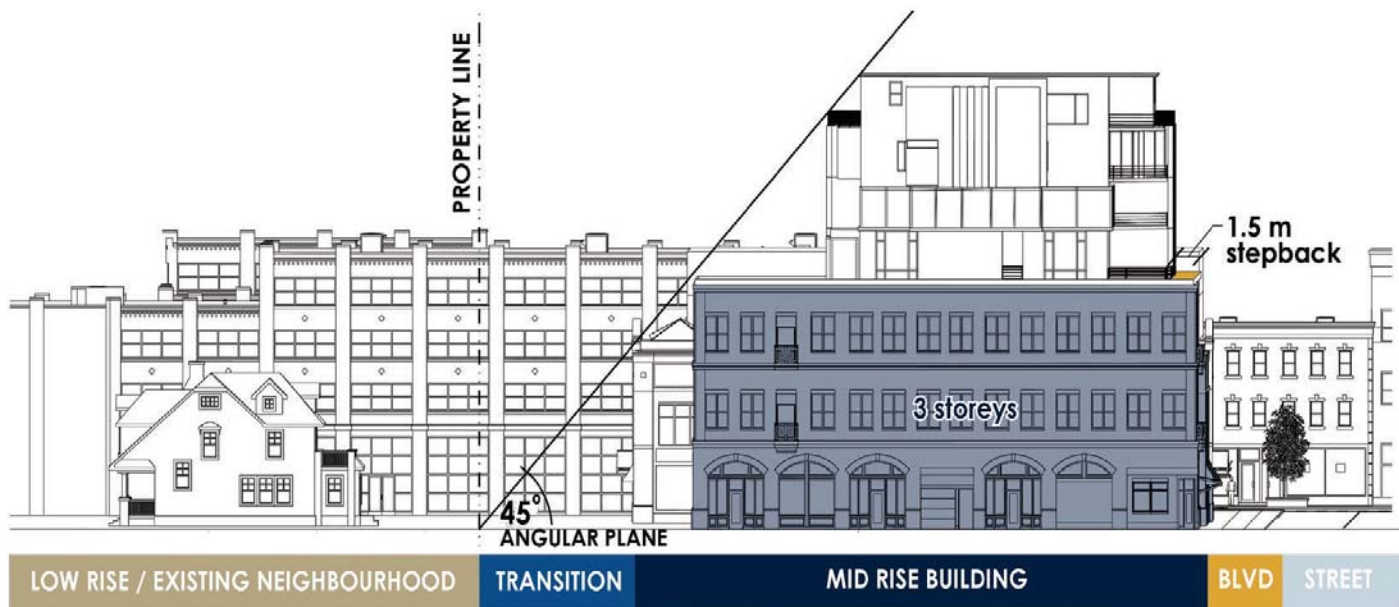 PROPERTY LINE
1.5 m
stepback
3 storeys
45°
ANGULAR PLANE
LOW RISE / EXISTING NEIGHBOURHOOD
TRANSITION
MID RISE BUILDING
BLVD
STREET